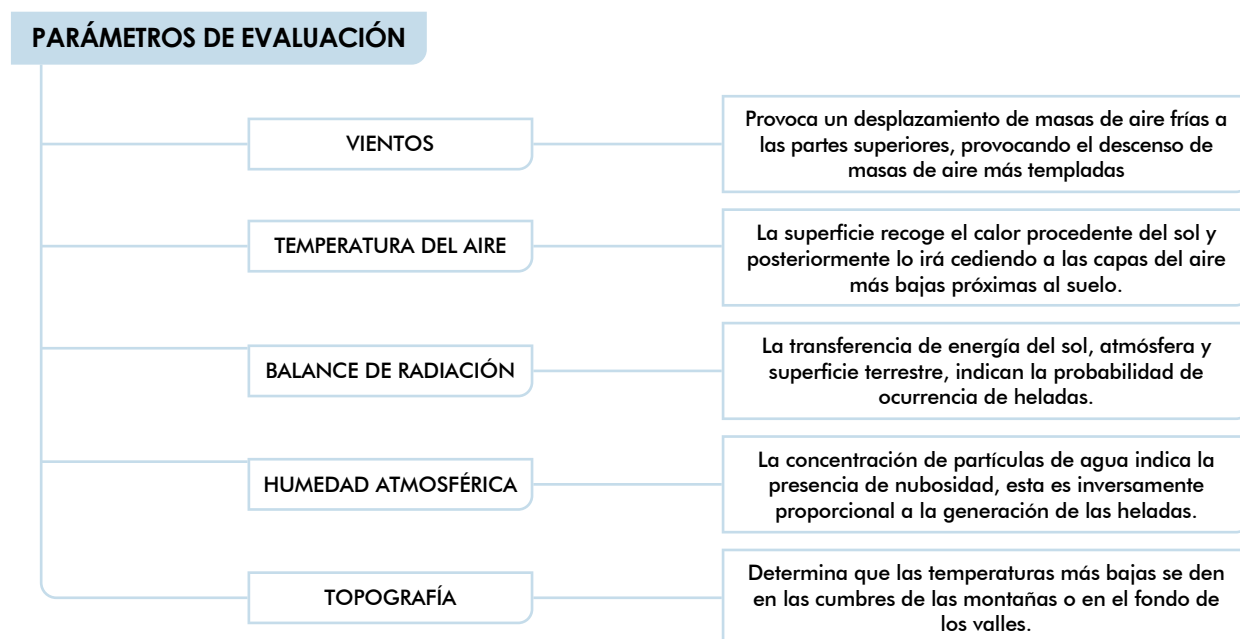 PARÁMETROS DE EVALUACIÓN
VIENTOS
Provoca un desplazamiento de masas de aire frías a
las partes superiores, provocando el descenso de
masas de aire más templadas
TEMPERATURA DEL AIRE
La superficie recoge el calor procedente del sol y
posteriormente lo irá cediendo a las capas del aire
más bajas próximas al suelo.
BALANCE DE RADIACIÓN
La transferencia de energía del sol, atmósfera y
superficie terrestre, indican la probabilidad de
ocurrencia de heladas.
HUMEDAD ATMOSFÉRICA
La concentración de partículas de agua indica la
presencia de nubosidad, esta es inversamente
proporcional a la generación de las heladas.
TOPOGRAFÍA
Determina que las temperaturas más bajas se den
en las cumbres de las montañas o en el fondo de
los valles.